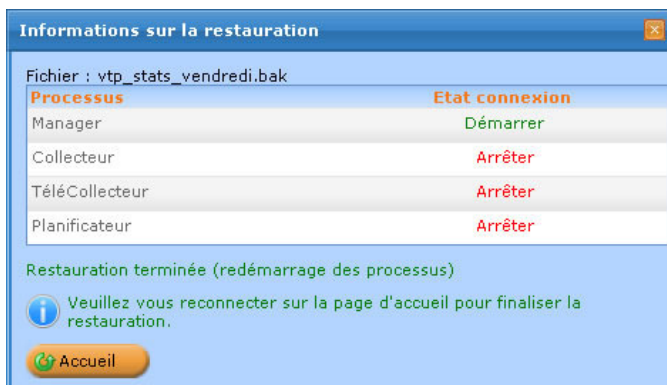 Informations sur la restauration
Fichier : vtp_stats_vendredi.bak
Processus Etat connexion
Manager Démarrer
Collecteur Arrêter
TéléCollecteur Arrêter
Planificateur Arrêter
Restauration terminée (redémarrage des processus)
Veuillez vous reconnecter sur la page d'accueil pour finaliser la
restauration.
Accueil